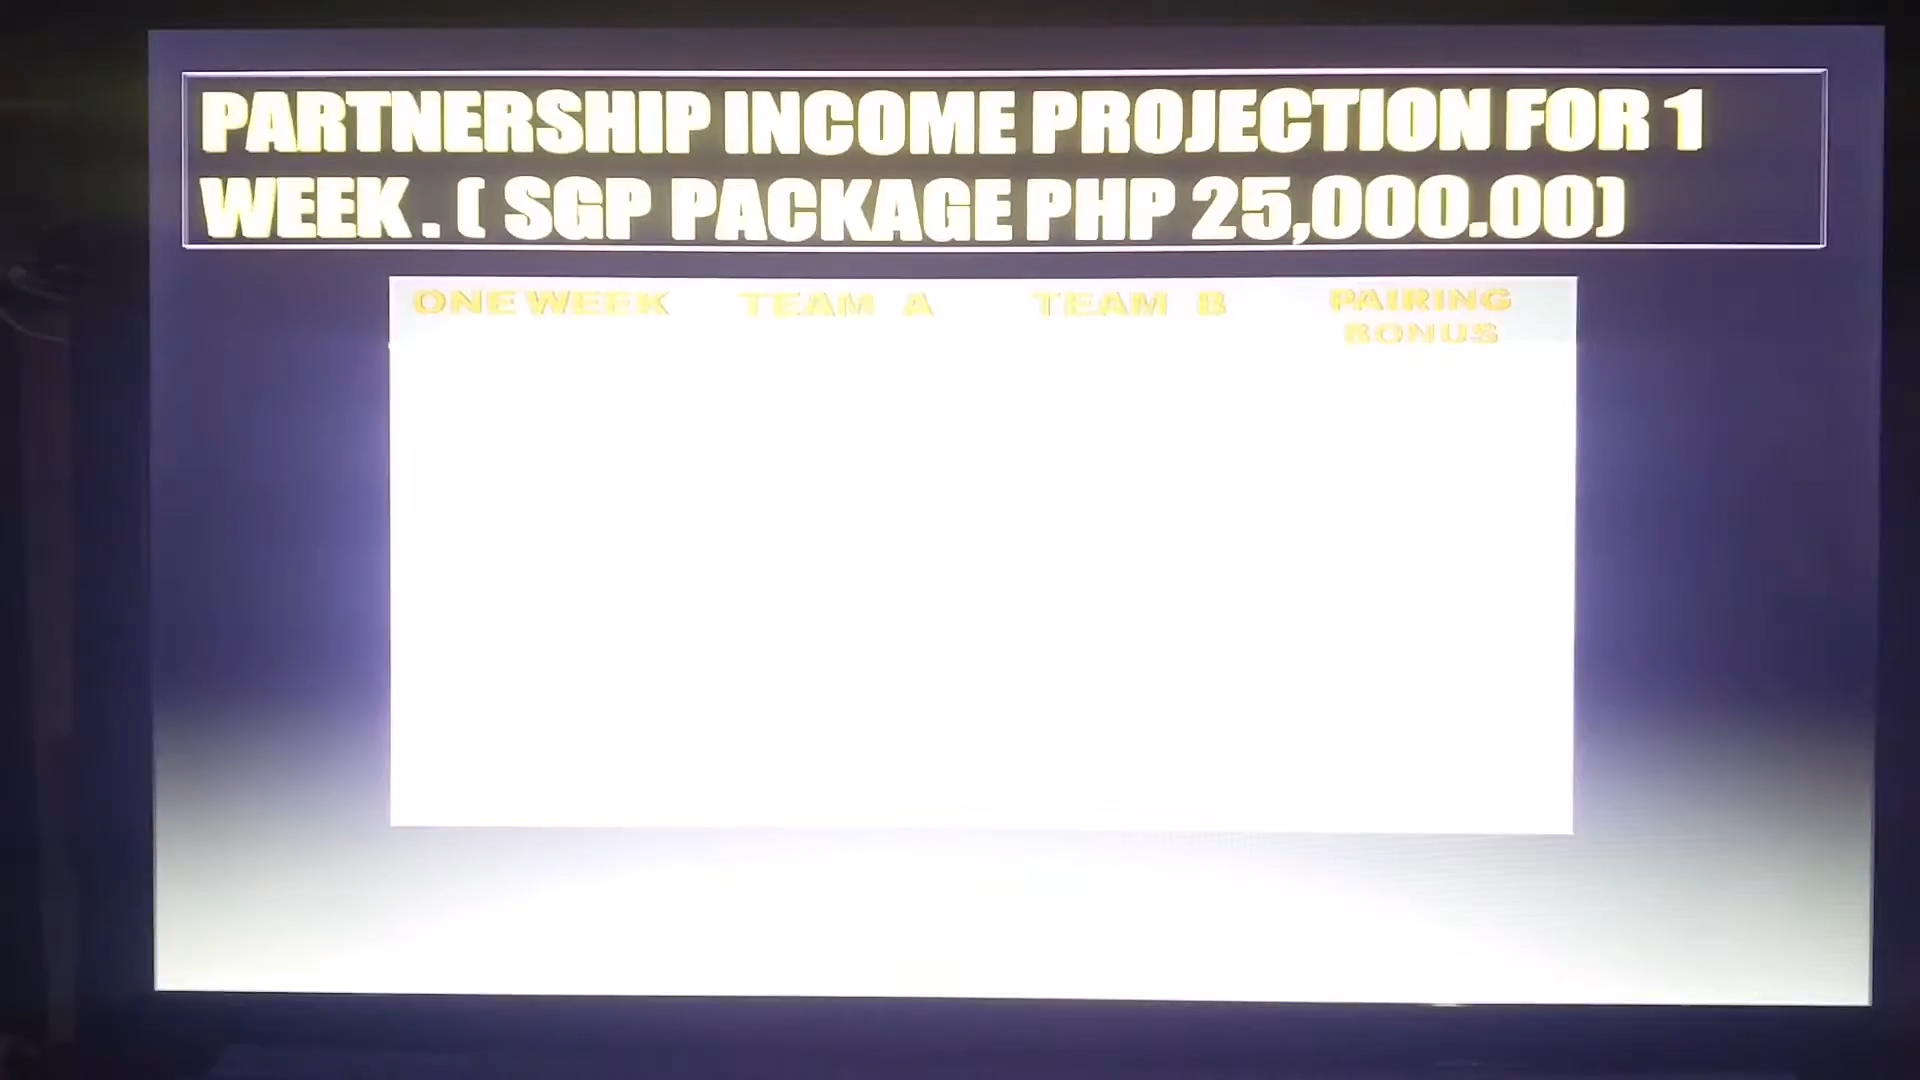 PARTNERSHIP INCOME PROJECTION FOR 1
WEEK. ( SGP PACKAGE PHP 25,000.00)
ONE WEEK TEAM A TEAM B PAIRING
BONUS